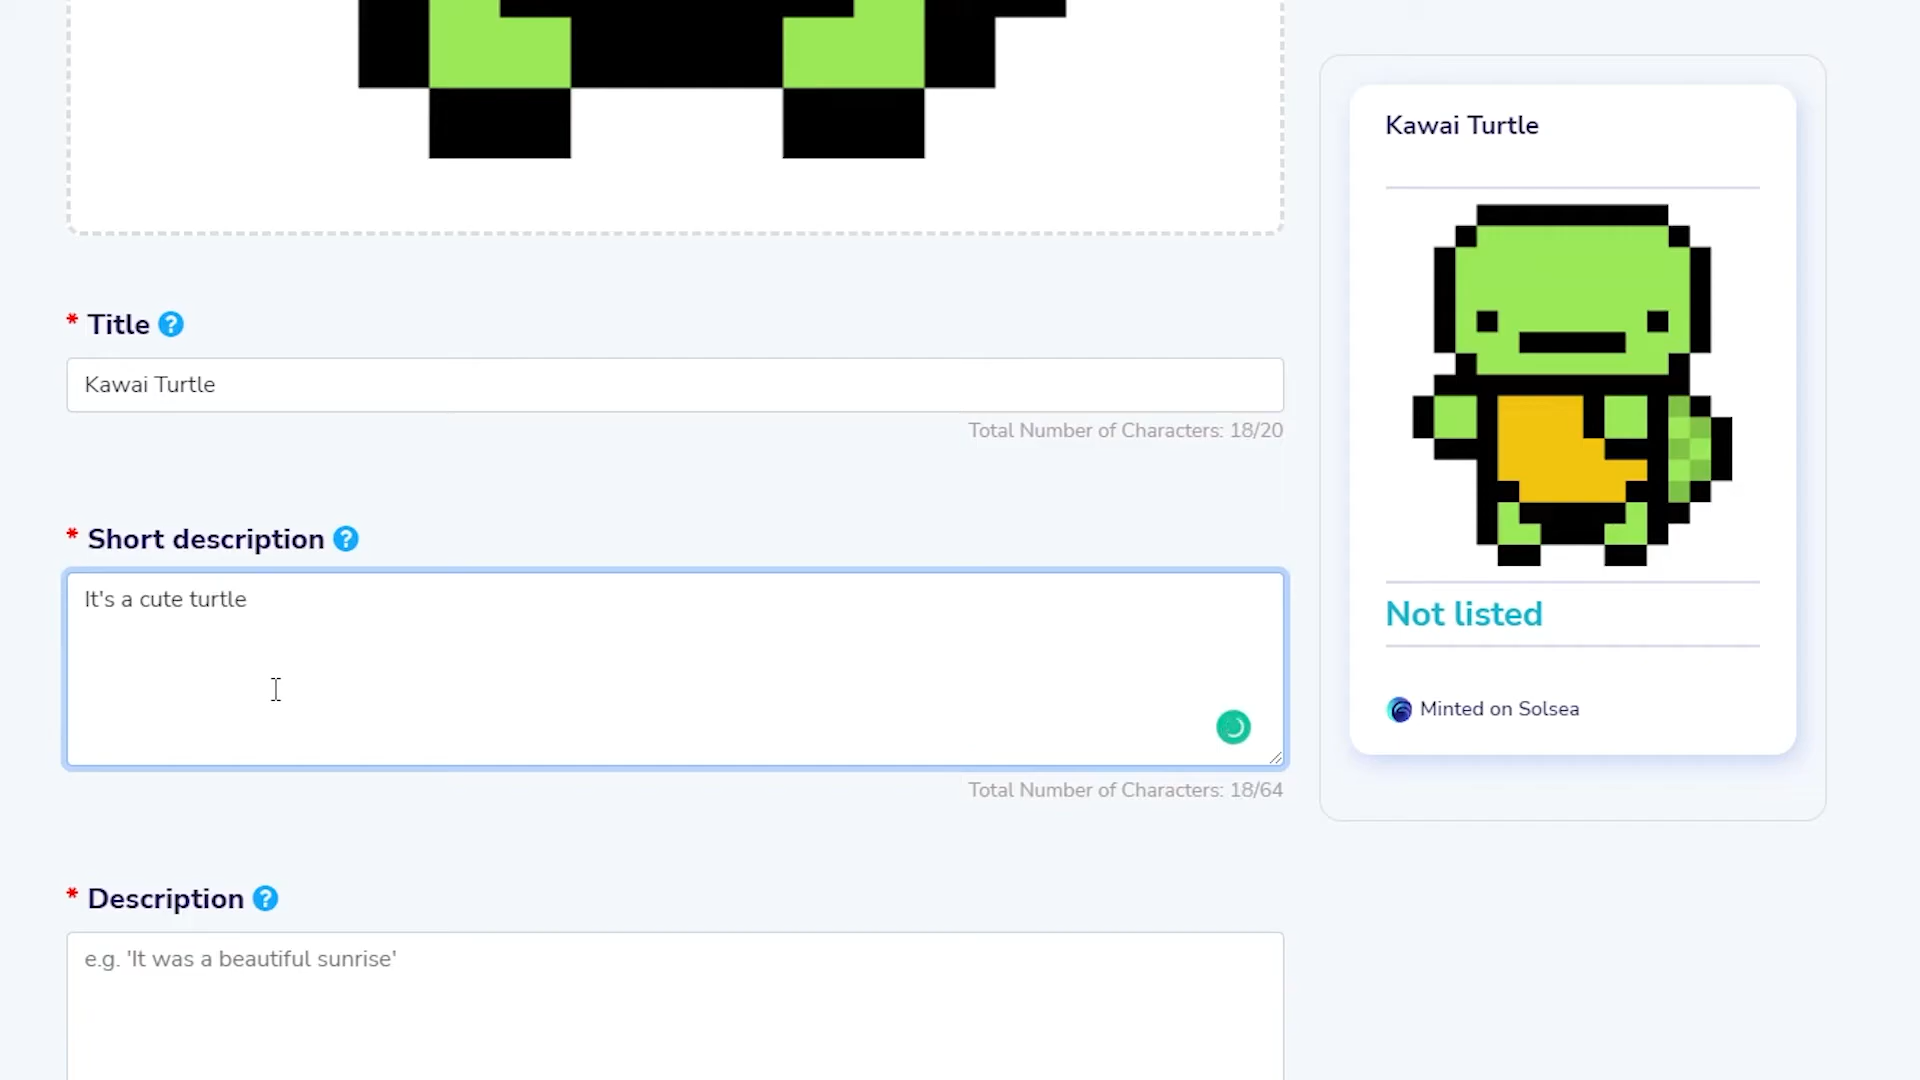 * Title ?
Kawai Turtle
Total Number of Characters: 18/20
* Short description ?
It's a cute turtle
Total Number of Characters: 18/64
* Description ?
e.g. 'It was a beautiful sunrise'
Kawai Turtle
Not listed
Minted on Solsea